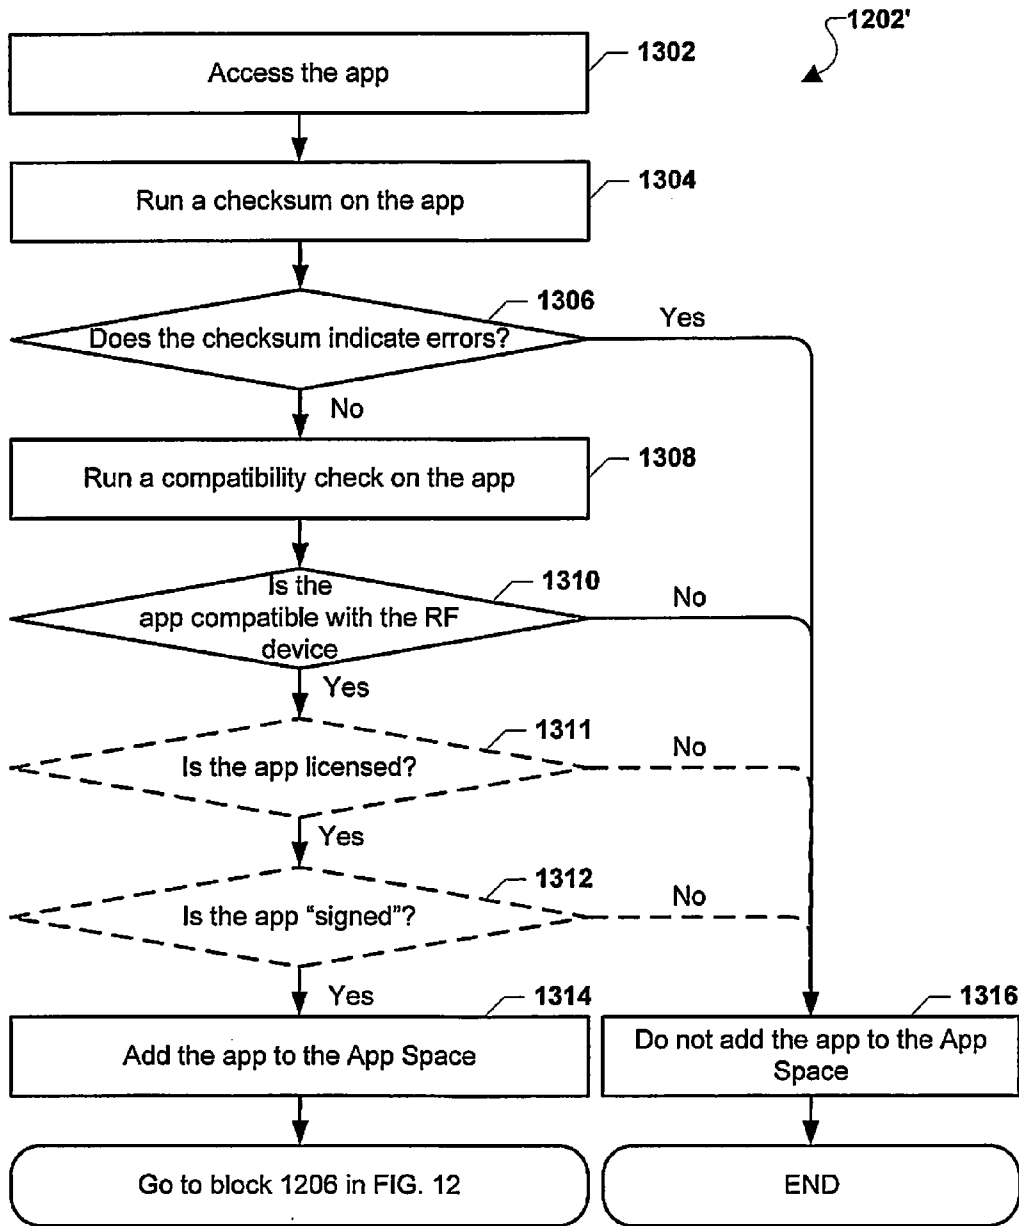 1202'
Access the app
1302
Run a checksum on the app
1304
Does the checksum indicate errors?
1306
Yes
No
Run a compatibility check on the app
1308
Is the
app compatible with the RF
device
1310
No
Yes
Is the app licensed?
1311
No
Yes
Is the app “signed”?
1312
No
Yes
Add the app to the App Space
1314
Do not add the app to the App
Space
1316
Go to block 1206 in FIG. 12
END